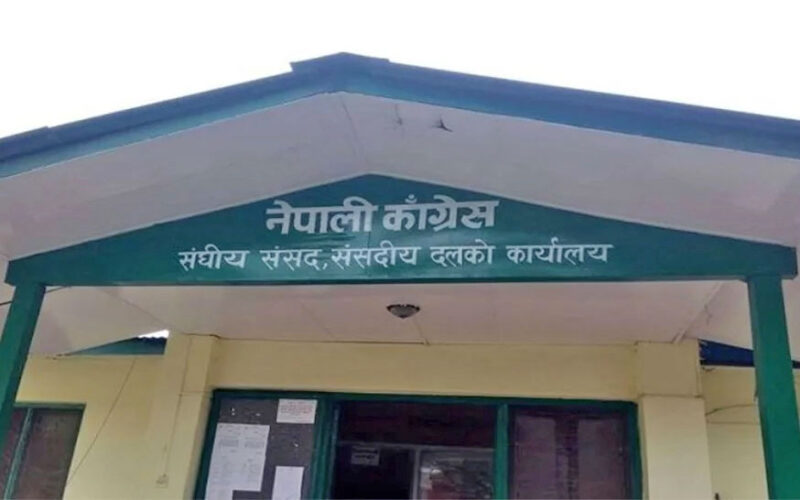 नेपाली काँग्रेस
संघीय संसद, संसदीय दलको कार्यालय